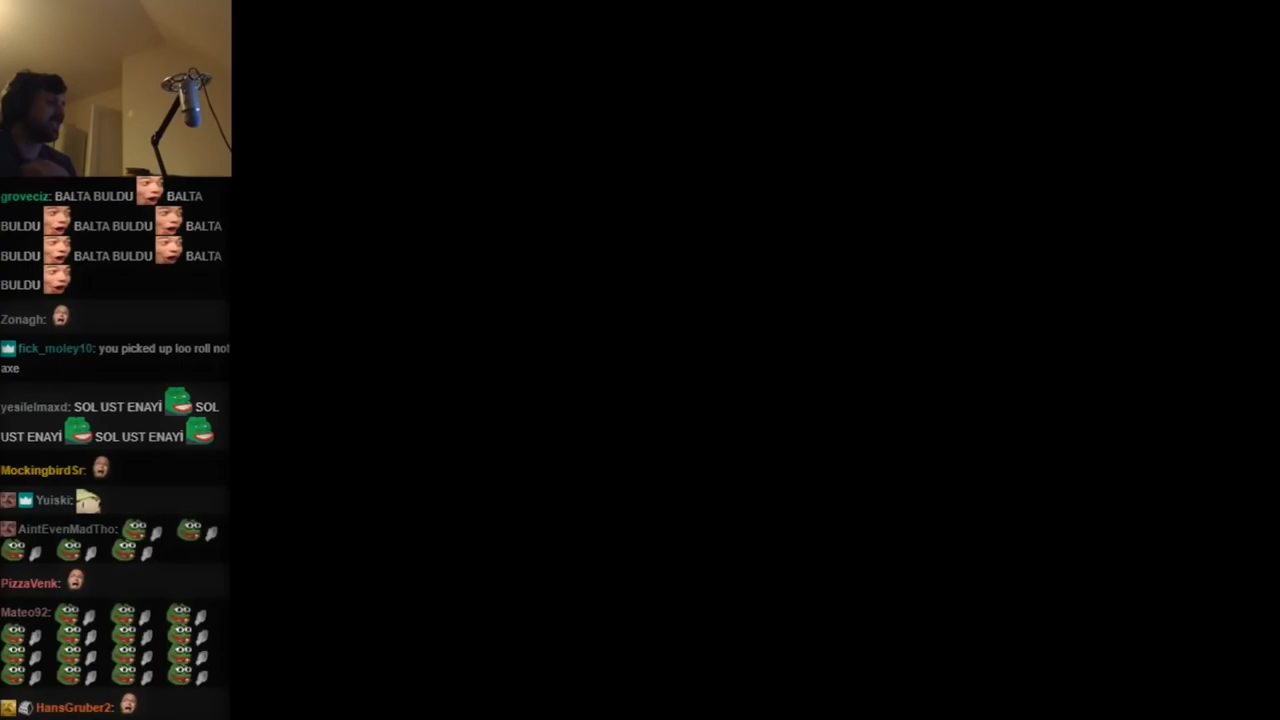 groveciz: BALTA BULDU BALTA
BULDU BALTA BULDU BALTA
BULDU BALTA BULDU BALTA
BULDU
Zonagh:
fick_moley10: you picked up loo roll not
axe
yesilelmaxd: SOL UST ENAYİ SOL
UST ENAYİ SOL UST ENAYİ
MockingbirdSr:
Yuiski:
AintEvenMadTho:
PizzaVenk:
Mateo92:
HansGruber2: